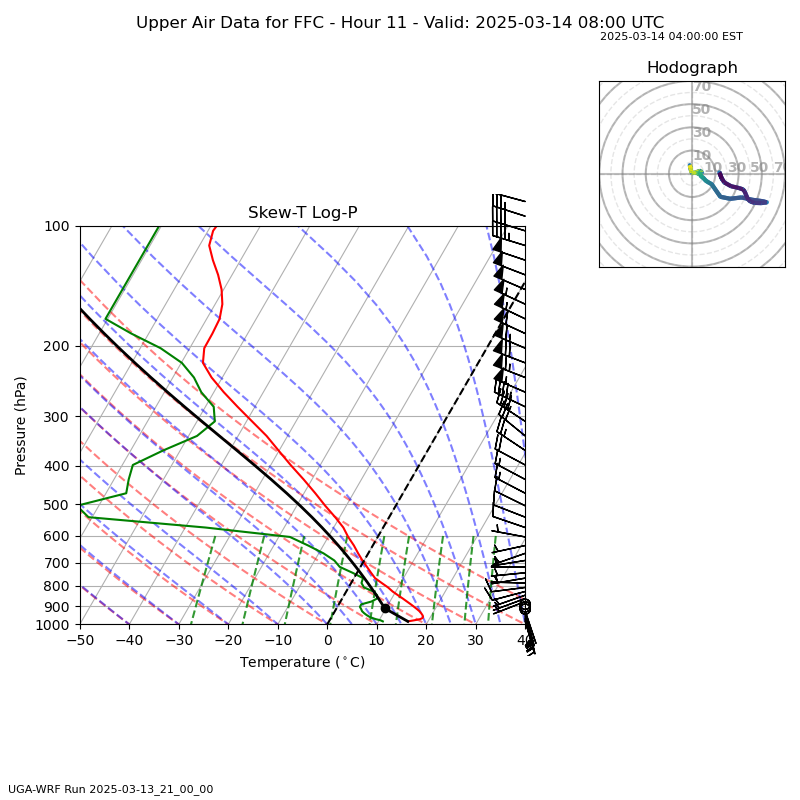 Upper Air Data for FFC - Hour 11 - Valid: 2025-03-14 08:00 UTC
2025-03-14 04:00:00 EST
Hodograph
70
50
30
10
10 30 50 70
Skew-T Log-P
100
200
300
400
500
600
700
800
900
1000
Pressure (hPa)
−50 −40 −30 −20 −10 0 10 20 30 40
Temperature (°C)
UGA-WRF Run 2025-03-13_21_00_00